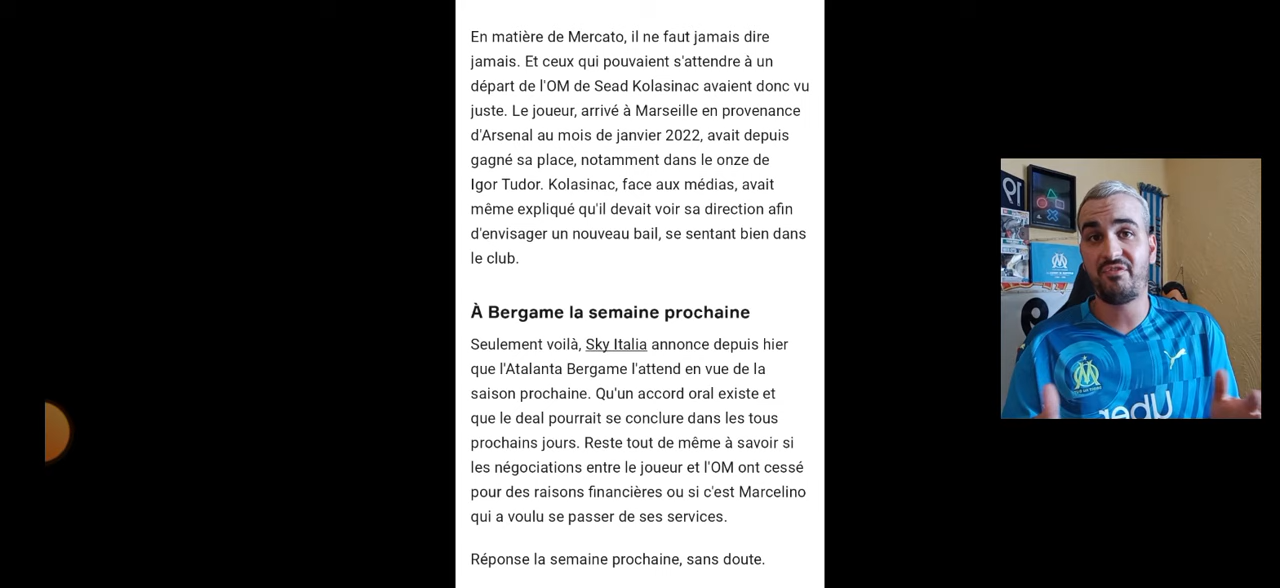 En matière de Mercato, il ne faut jamais dire
jamais. Et ceux qui pouvaient s'attendre à un
départ de l'OM de Sead Kolasinac avaient donc vu
juste. Le joueur, arrivé à Marseille en provenance
d'Arsenal au mois de janvier 2022, avait depuis
gagné sa place, notamment dans le onze de
Igor Tudor. Kolasinac, face aux médias, avait
même expliqué qu'il devait voir sa direction afin
d'envisager un nouveau bail, se sentant bien dans
le club.
À Bergame la semaine prochaine
Seulement voilà, Sky Italia annonce depuis hier
que l'Atalanta Bergame l'attend en vue de la
saison prochaine. Qu'un accord oral existe et
que le deal pourrait se conclure dans les tous
prochains jours. Reste tout de même à savoir si
les négociations entre le joueur et l'OM ont cessé
pour des raisons financières ou si c'est Marcelino
qui a voulu se passer de ses services.
Réponse la semaine prochaine, sans doute.
Uber